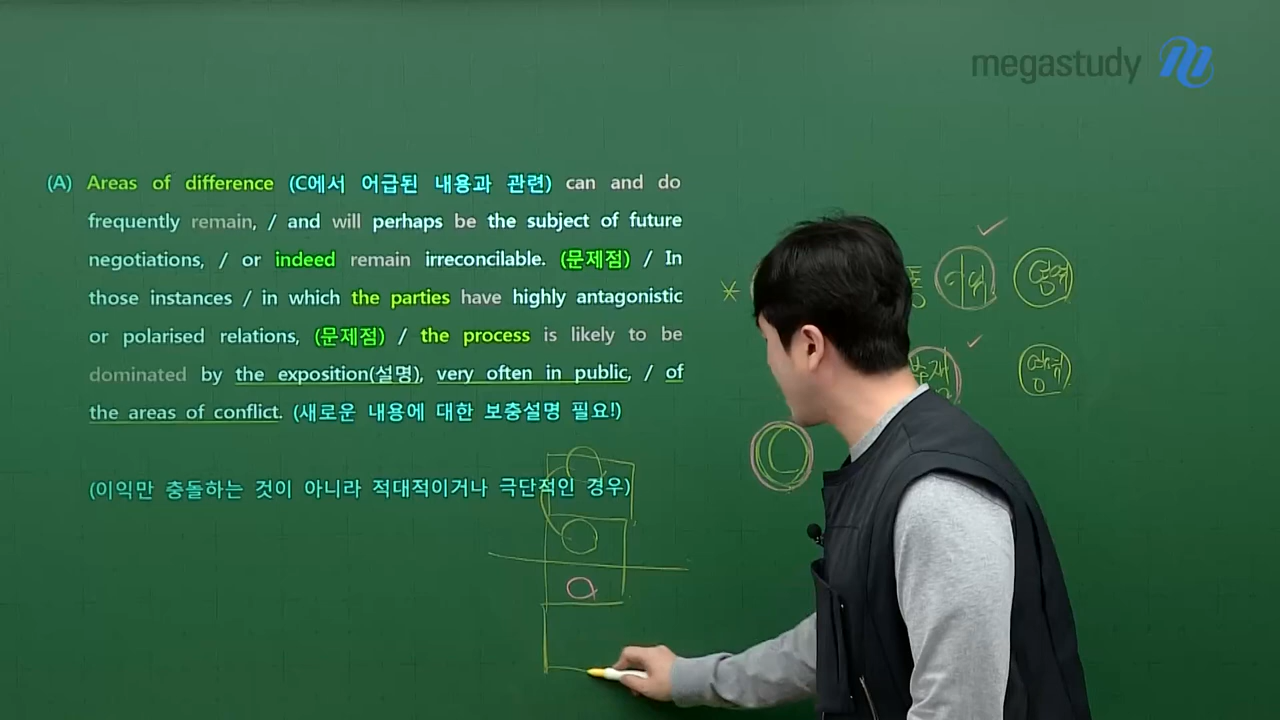 megastudy
(A) Areas of difference (C에서 어급된 내용과 관련) can and do
frequently remain, / and will perhaps be the subject of future
negotiations, / or indeed remain irreconcilable. (문제점) / In
those instances / in which the parties have highly antagonistic
or polarised relations, (문제점) / the process is likely to be
dominated by the exposition(설명), very often in public, / of
the areas of conflict. (새로운 내용에 대한 보충설명 필요!)
(이익만 충돌하는 것이 아니라 적대적이거나 극단적인 경우)